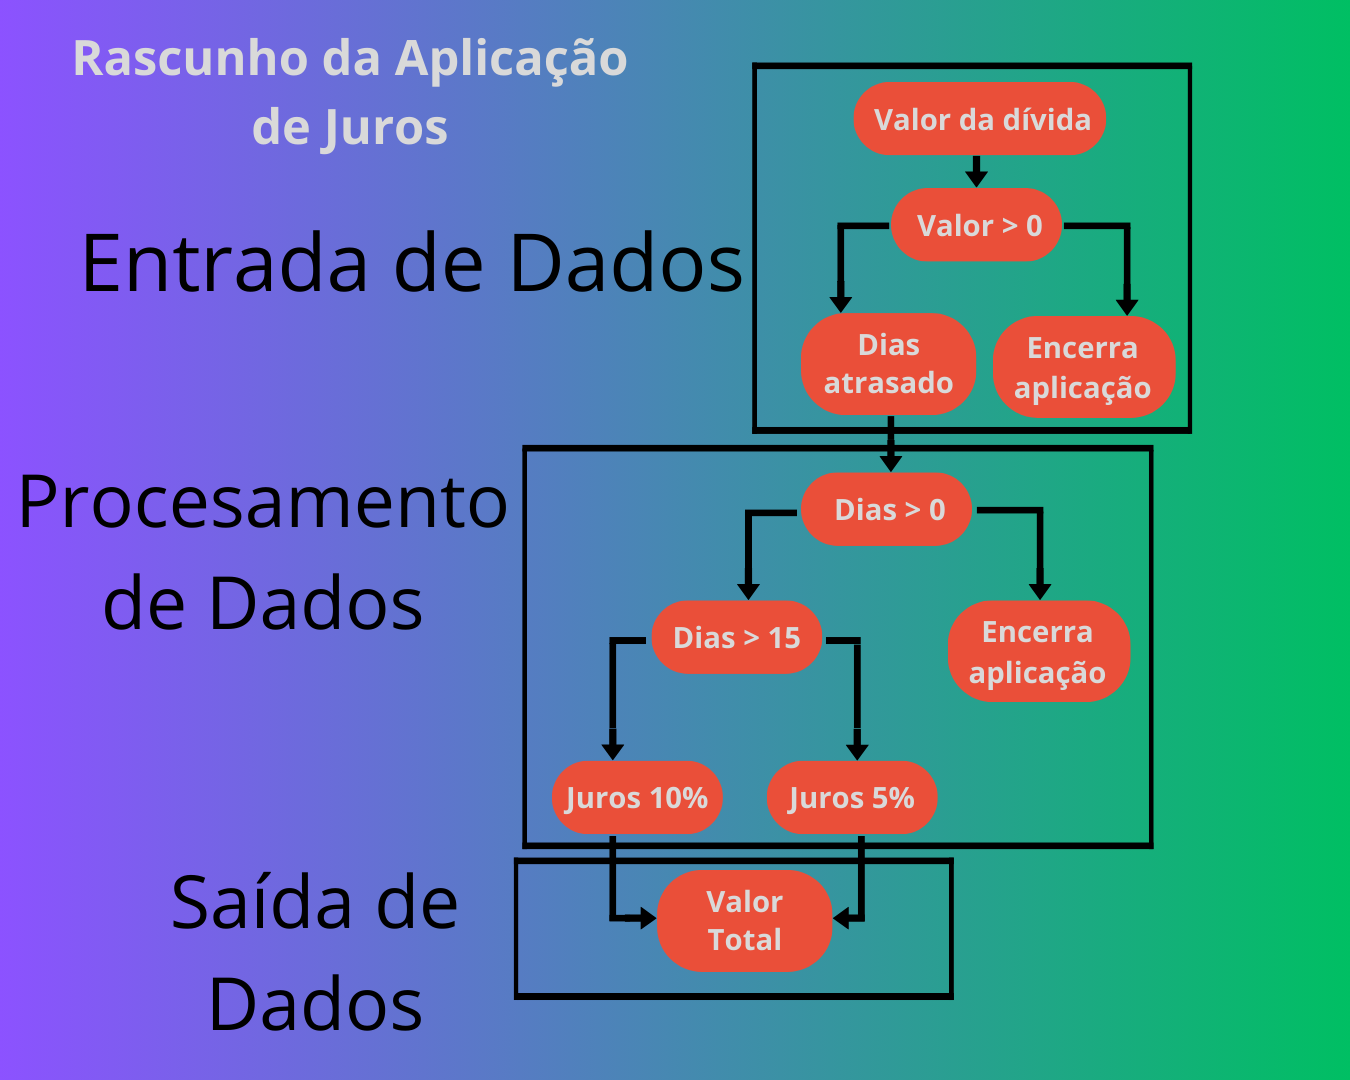 Rascunho da Aplicação
de Juros
Valor da dívida
Valor > 0
Entrada de Dados
Dias
atrasado
Encerra
aplicação
Procesamento
de Dados
Dias > 0
Dias > 15
Encerra
aplicação
Juros 10%
Juros 5%
Saída de
Dados
Valor
Total